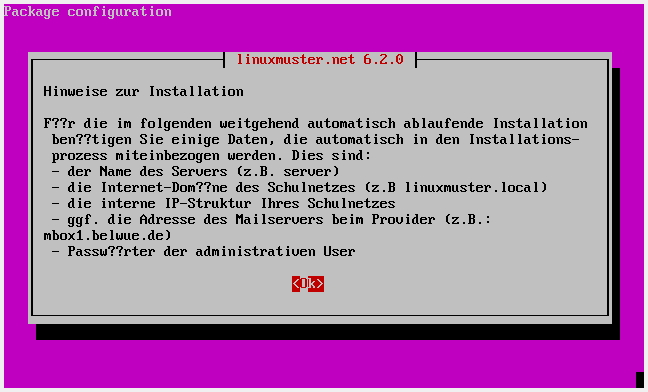 Package configuration
linuxmuster.net 6.2.0
Hinweise zur Installation
F??r die im folgenden weitgehend automatisch ablaufende Installation
ben??tigen Sie einige Daten, die automatisch in den Installations-
prozess miteinbezogen werden. Dies sind:
- der Name des Servers (z.B. server)
- die Internet-Dom??ne des Schulnetzes (z.B linuxmuster.local)
- die interne IP-Struktur Ihres Schulnetzes
- ggf. die Adresse des Mailservers beim Provider (z.B.:
mbox1.belwue.de)
- Passw??rter der administrativen User
<Ok>